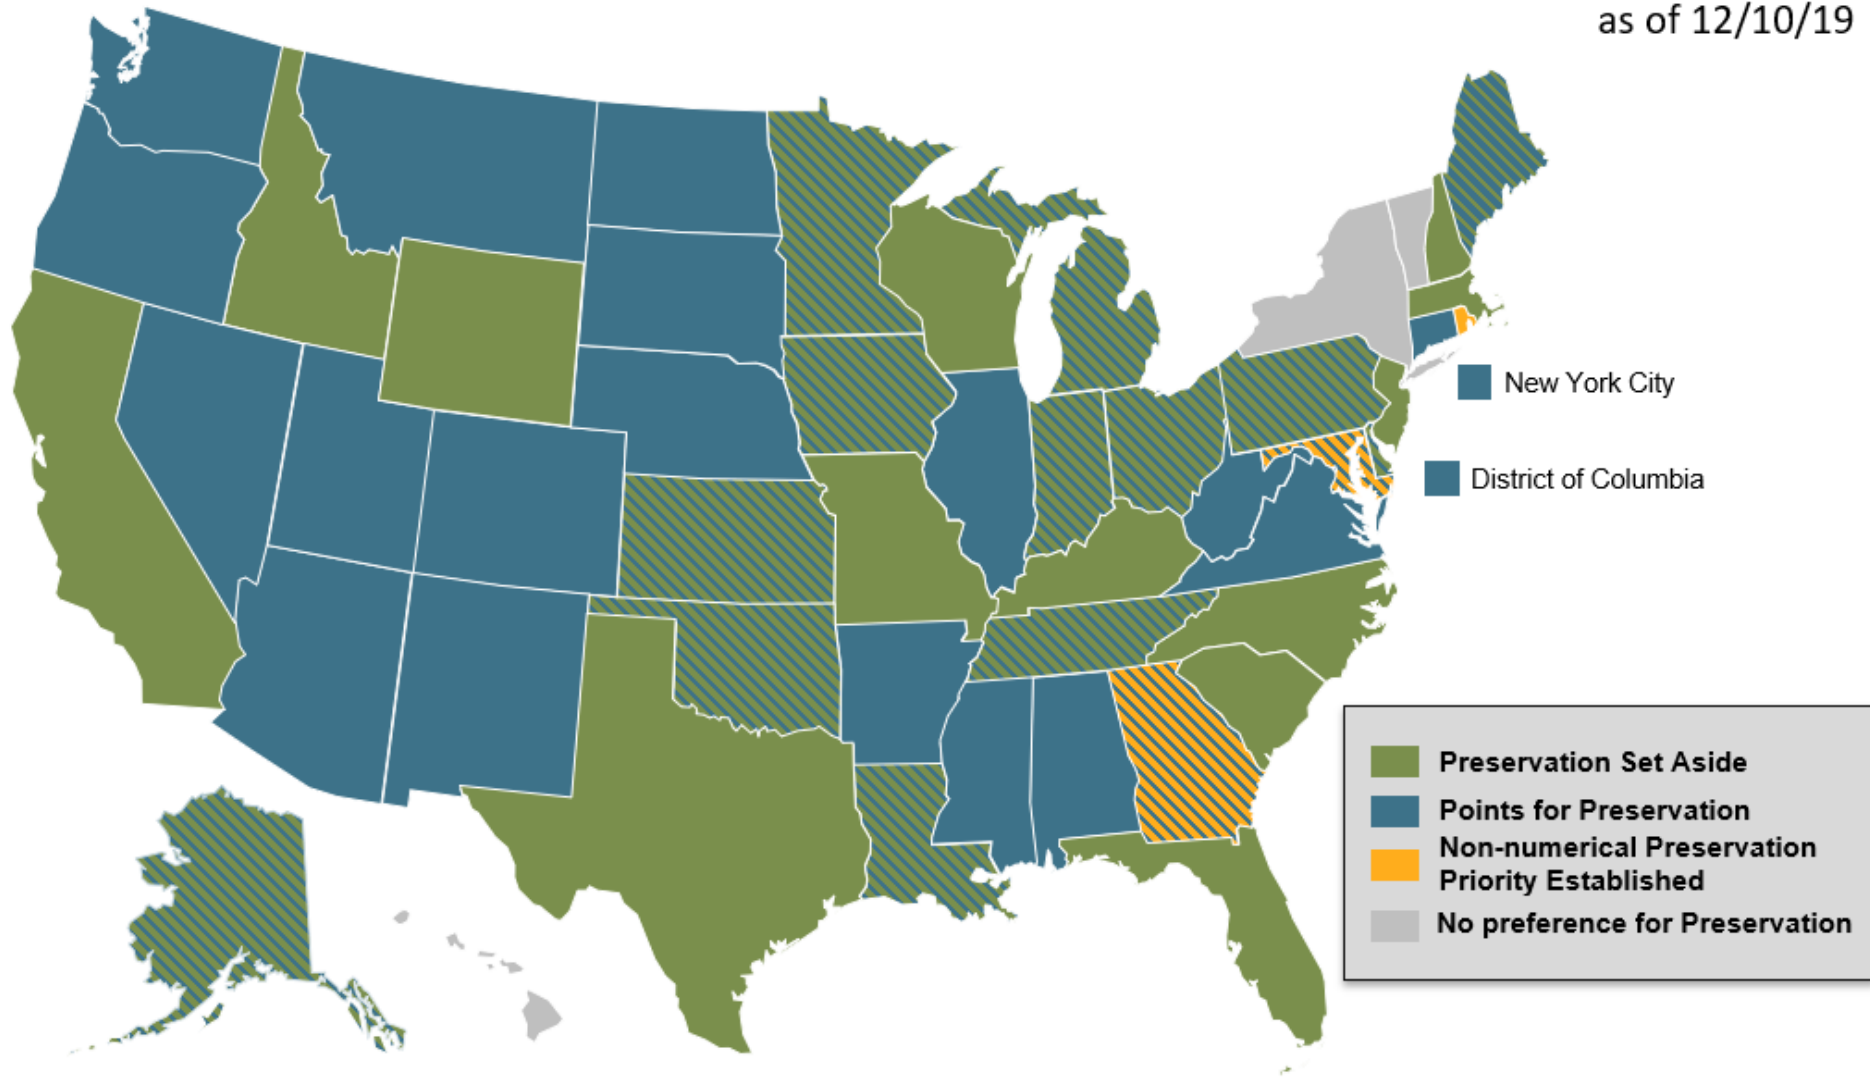 as of 12/10/19
New York City
District of Columbia
Preservation Set Aside
Points for Preservation
Non-numerical Preservation
Priority Established
No preference for Preservation